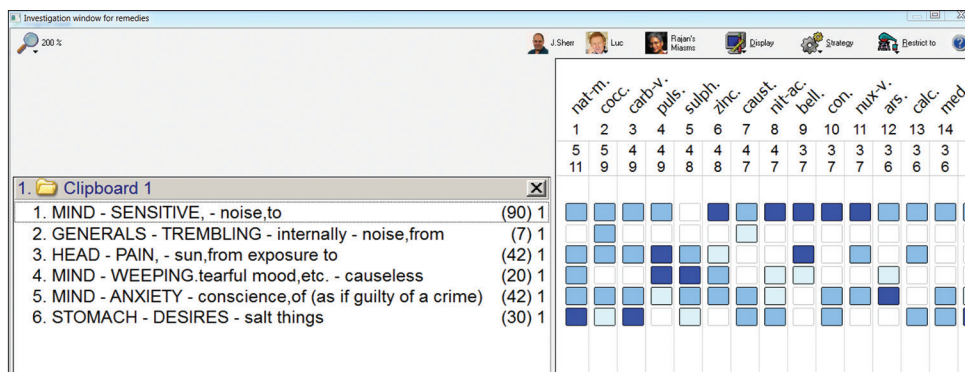 Investigation window for remedies
200 %
J.Sherr
Luc
Rajan's
Miasms
Display
Strategy
Restrict to
nat-m. cocc. carb-v. puls. sulph. zinc. caust. nit-ac. bell. con. nux-v. ars. calc. med.
1 2 3 4 5 6 7 8 9 10 11 12 13 14
5 5 4 4 4 4 4 4 3 3 3 3 3 3
11 9 9 9 8 8 7 7 7 7 7 6 6 6
1. Clipboard 1 X
1. MIND - SENSITIVE, - noise,to (90) 1
2. GENERALS - TREMBLING - internally - noise,from (7) 1
3. HEAD - PAIN, - sun,from exposure to (42) 1
4. MIND - WEEPING.tearful mood,etc. - causeless (20) 1
5. MIND - ANXIETY - conscience,of (as if guilty of a crime) (42) 1
6. STOMACH - DESIRES - salt things (30) 1